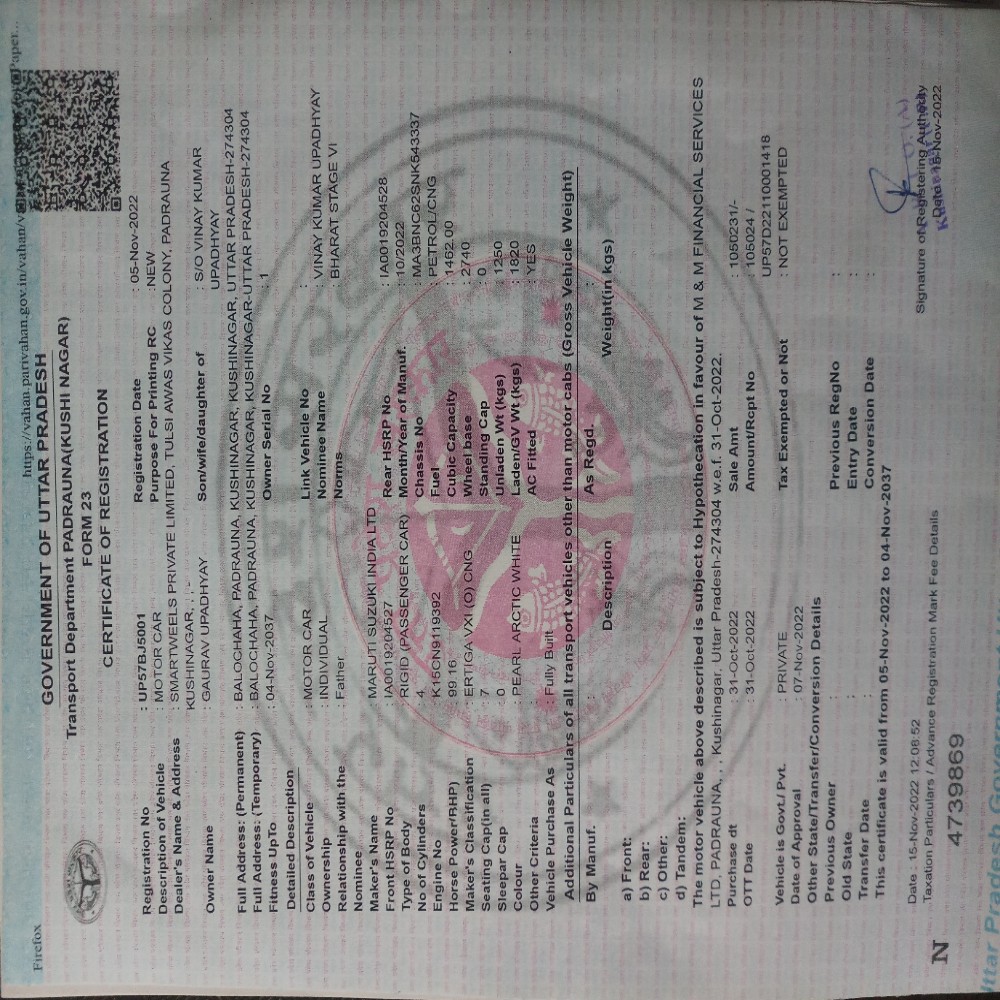 Firefox https://vahan.parivahan.gov.in/vahan/v
Paper...
GOVERNMENT OF UTTAR PRADESH
Transport Department PADRAUNA(KUSHI NAGAR)
FORM 23
CERTIFICATE OF REGISTRATION
Registration No : UP57BJ5001 Registration Date : 05-Nov-2022
Description of Vehicle : MOTOR CAR Purpose For Printing RC : NEW
Dealer's Name & Address : SMARTWEELS PRIVATE LIMITED, TULSI AWAS VIKAS COLONY, PADRAUNA
KUSHINAGAR, , , -
Owner Name : GAURAV UPADHYAY Son/wife/daughter of : S/O VINAY KUMAR
UPADHYAY
Full Address: (Permanent) : BALOCHAHA, PADRAUNA, KUSHINAGAR, KUSHINAGAR, UTTAR PRADESH-274304
Full Address: (Temporary) : BALOCHAHA, PADRAUNA, KUSHINAGAR, KUSHINAGAR-UTTAR PRADESH-274304
Fitness UpTo : 04-Nov-2037 Owner Serial No : 1
Detailed Description
Class of Vehicle : MOTOR CAR Link Vehicle No :
Ownership : INDIVIDUAL Nominee Name : VINAY KUMAR UPADHYAY
Relationship with the : Father Norms : BHARAT STAGE VI
Nominee
Maker's Name : MARUTI SUZUKI INDIA LTD
Front HSRP No : IA0019204527 Rear HSRP No : IA0019204528
Type of Body : RIGID (PASSENGER CAR) Month/Year of Manuf. : 10/2022
No of Cylinders : 4 Chassis No : MA3BNC62SNK543337
Engine No : K15CN9119392 Fuel : PETROL/CNG
Horse Power(BHP) : 99.16 Cubic Capacity : 1462.00
Maker's Classification : ERTIGA VXI (O) CNG Wheel base : 2740
Seating Cap(in all) : 7 Standing Cap : 0
Sleepar Cap : 0 Unladen Wt (kgs) : 1250
Colour : PEARL ARCTIC WHITE Laden/GV Wt (kgs) : 1820
Other Criteria : AC Fitted : YES
Vehicle Purchase As : Fully Built
Additional Particulars of all transport vehicles other than motor cabs (Gross Vehicle Weight)
By Manuf. : As Regd. :
Description Weight(in kgs)
a) Front:
b) Rear:
c) Other:
d) Tandem:
The motor vehicle above described is subject to Hypothecation in favour of M & M FINANCIAL SERVICES
LTD, PADRAUNA, , , Kushinagar, Uttar Pradesh-274304 w.e.f. 31-Oct-2022.
Purchase dt : 31-Oct-2022 Sale Amt : 1050231/-
OTT Date : 31-Oct-2022 Amount/Rcpt No : 105024 /
UP57D22110001418
Vehicle is Govt./ Pvt. : PRIVATE Tax Exempted or Not : NOT EXEMPTED
Date of Approval : 07-Nov-2022
Other State/Transfer/Conversion Details
Previous Owner : Previous RegNo :
Old State : Entry Date :
Transfer Date : Conversion Date :
This certificate is valid from 05-Nov-2022 to 04-Nov-2037
Signature of Registering Authority
Date : 15-Nov-2022 12:08:52 Date: 15-Nov-2022
Taxation Particulars / Advance Registration Mark Fee Details
N 4739869